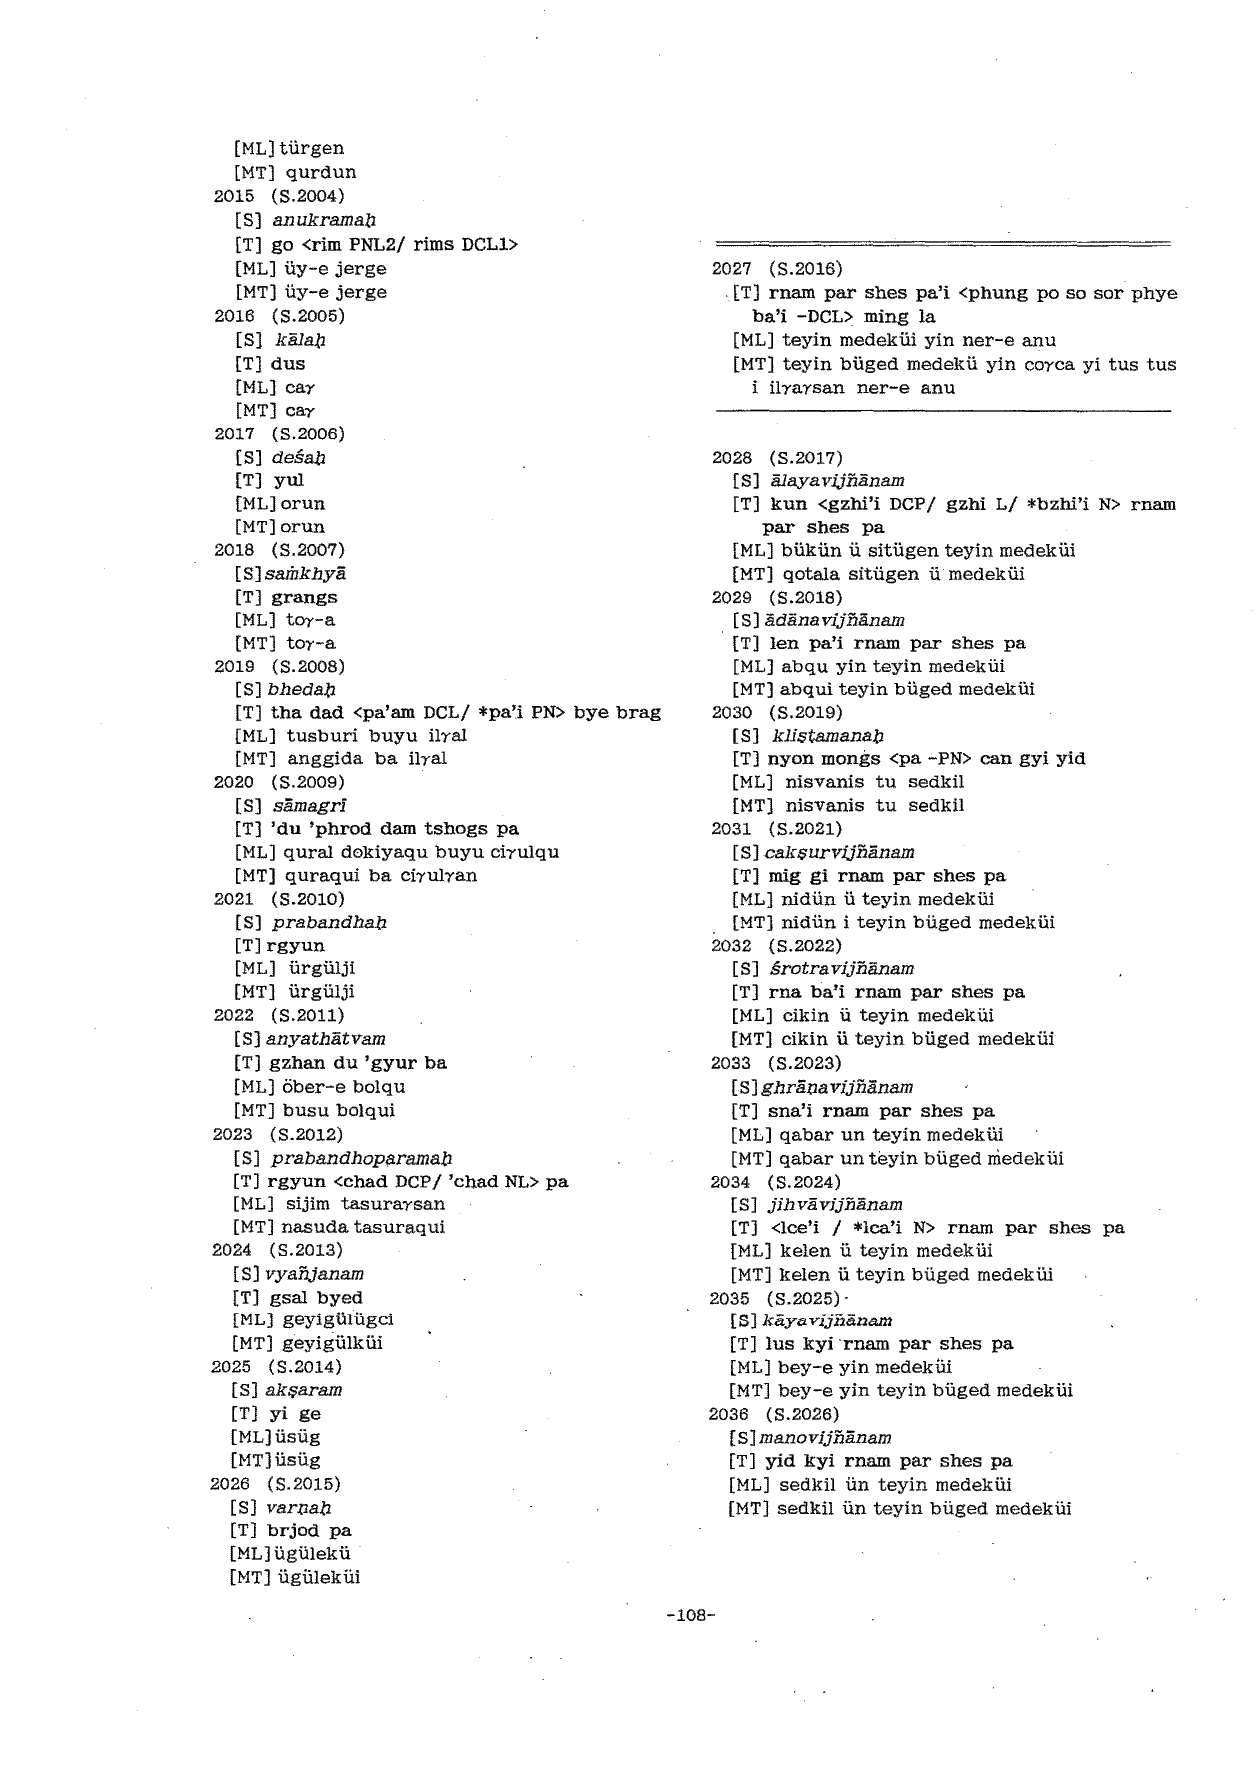 [ML] türgen
[MT] qurdun
2015 (S.2004)
[S] anukramaḥ
[T] go <rim PNL2/ rims DCL1>
[ML] üy-e jerge
[MT] üy-e jerge
2016 (S.2005)
[S] kālaḥ
[T] dus
[ML] caγ
[MT] caγ
2017 (S.2006)
[S] deśaḥ
[T] yul
[ML] orun
[MT] orun
2018 (S.2007)
[S] saṁkhyā
[T] grangs
[ML] toγ-a
[MT] toγ-a
2019 (S.2008)
[S] bhedaḥ
[T] tha dad <pa'am DCL/ *pa'i PN> bye brag
[ML] tusburi buyu ilγal
[MT] anggida ba ilγal
2020 (S.2009)
[S] sāmagrī
[T] 'du 'phrod dam tshogs pa
[ML] qural dokiyaqu buyu ciγulqu
[MT] quraqui ba ciγulγan
2021 (S.2010)
[S] prabandhaḥ
[T] rgyun
[ML] ürgülji
[MT] ürgülji
2022 (S.2011)
[S] anyathātvam
[T] gzhan du 'gyur ba
[ML] öber-e bolqu
[MT] busu bolqui
2023 (S.2012)
[S] prabandhoparamaḥ
[T] rgyun <chad DCP/ 'chad NL> pa
[ML] sijim tasuraγsan
[MT] nasuda tasuraqui
2024 (S.2013)
[S] vyañjanam
[T] gsal byed
[ML] geyigülügci
[MT] geyigülküi
2025 (S.2014)
[S] akṣaram
[T] yi ge
[ML] üsüg
[MT] üsüg
2026 (S.2015)
[S] varṇaḥ
[T] brjod pa
[ML] ügülekü
[MT] ügüleküi
2027 (S.2016)
[T] rnam par shes pa'i <phung po so sor phye
ba'i -DCL> ming la
[ML] teyin medeküi yin ner-e anu
[MT] teyin büged medekü yin coγca yi tus tus
i ilγaγsan ner-e anu
2028 (S.2017)
[S] ālayavijñānam
[T] kun <gzhi'i DCP/ gzhi L/ *bzhi'i N> rnam
par shes pa
[ML] bükün ü sitügen teyin medeküi
[MT] qotala sitügen ü medeküi
2029 (S.2018)
[S] ādānavijñānam
[T] len pa'i rnam par shes pa
[ML] abqu yin teyin medeküi
[MT] abqui teyin büged medeküi
2030 (S.2019)
[S] kliṣtamanaḥ
[T] nyon mongs <pa -PN> can gyi yid
[ML] nisvanis tu sedkil
[MT] nisvanis tu sedkil
2031 (S.2021)
[S] cakṣurvijñānam
[T] mig gi rnam par shes pa
[ML] nidün ü teyin medeküi
[MT] nidün i teyin büged medeküi
2032 (S.2022)
[S] śrotravijñānam
[T] rna ba'i rnam par shes pa
[ML] cikin ü teyin medeküi
[MT] cikin ü teyin büged medeküi
2033 (S.2023)
[S] ghrāṇavijñānam
[T] sna'i rnam par shes pa
[ML] qabar un teyin medeküi
[MT] qabar un teyin büged medeküi
2034 (S.2024)
[S] jihvāvijñānam
[T] <lce'i / *lca'i N> rnam par shes pa
[ML] kelen ü teyin medeküi
[MT] kelen ü teyin büged medeküi
2035 (S.2025)
[S] kāyavijñānam
[T] lus kyi rnam par shes pa
[ML] bey-e yin medeküi
[MT] bey-e yin teyin büged medeküi
2036 (S.2026)
[S] manovijñānam
[T] yid kyi rnam par shes pa
[ML] sedkil ün teyin medeküi
[MT] sedkil ün teyin büged medeküi
-108-